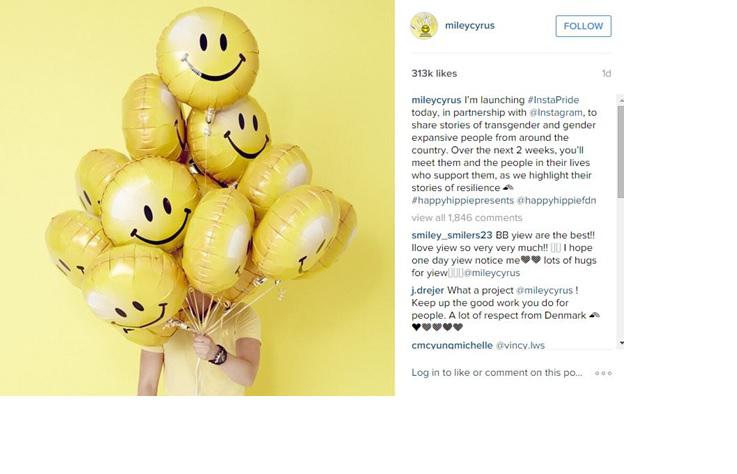 mileycyrus
FOLLOW
313k likes
1d
mileycyrus I'm launching #InstaPride
today, in partnership with @Instagram, to
share stories of transgender and gender
expansive people from around the
country. Over the next 2 weeks, you'll
meet them and the people in their lives
who support them, as we highlight their
stories of resilience
#happyhippiepresents @happyhippiefdn
view all 1,846 comments
smiley_smilers23 BB yiew are the best!!
Ilove yiew so very very much!! I hope
one day yiew notice me🖤🖤 lots of hugs
for yiew @mileycyrus
j.drejer What a project @mileycyrus !
Keep up the good work you do for
people. A lot of respect from Denmark
cmcyungmichelle @vincy.lws
Log in to like or comment on this po...